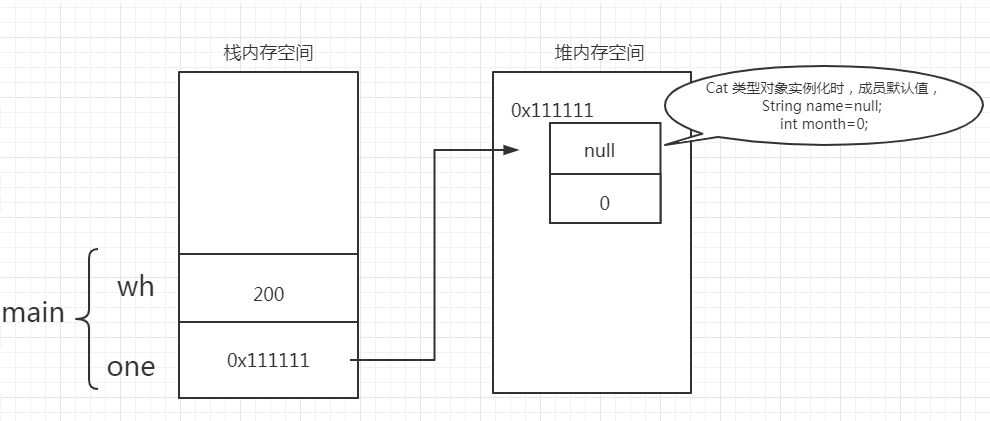 栈内存空间
堆内存空间
Cat 类型对象实例化时，成员默认值，
String name=null;
int month=0;
0x111111
null
0
main
wh
200
one
0x111111